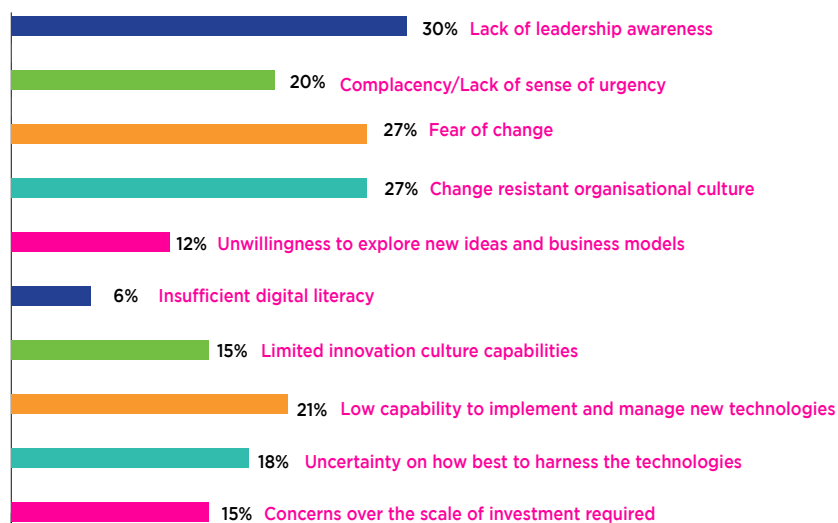 30% Lack of leadership awareness
20% Complacency/Lack of sense of urgency
27% Fear of change
27% Change resistant organisational culture
12% Unwillingness to explore new ideas and business models
6% Insufficient digital literacy
15% Limited innovation culture capabilities
21% Low capability to implement and manage new technologies
18% Uncertainty on how best to harness the technologies
15% Concerns over the scale of investment required